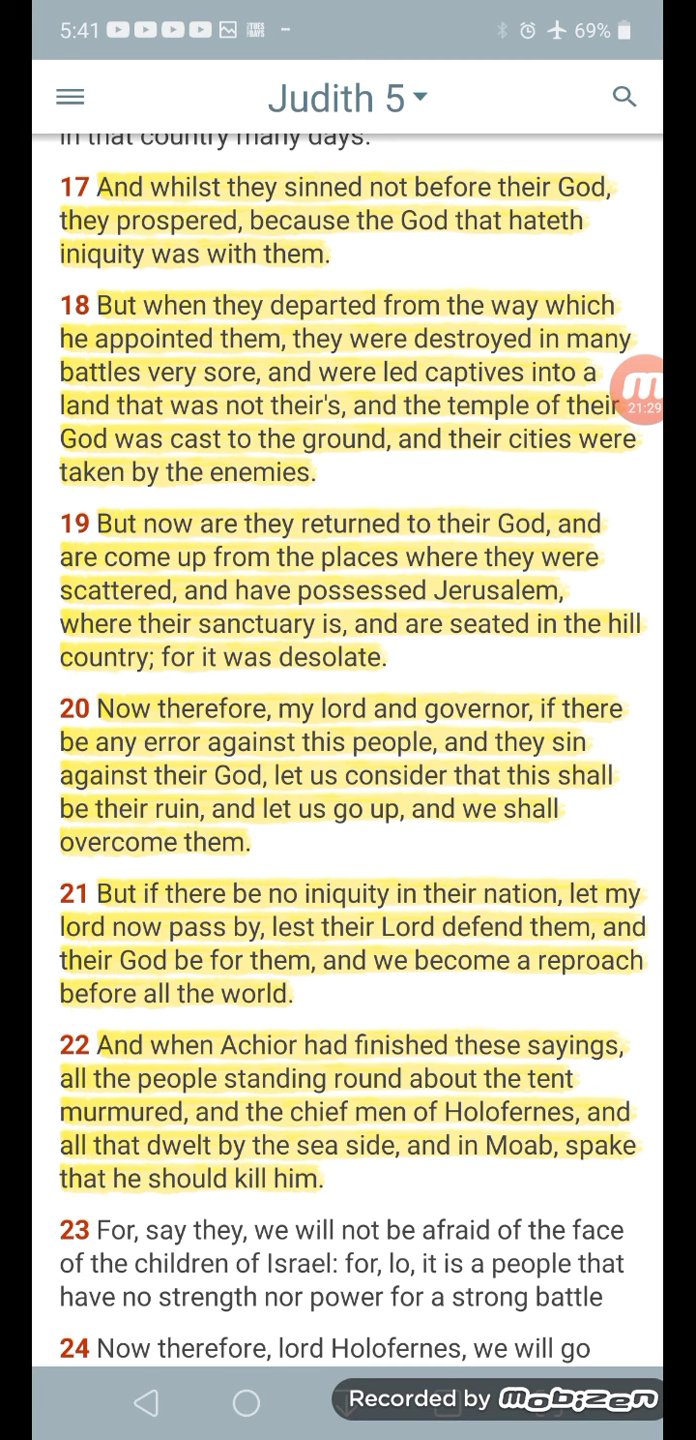 5:41
69%
Judith 5
in that country many days.
17 And whilst they sinned not before their God,
they prospered, because the God that hateth
iniquity was with them.
18 But when they departed from the way which
he appointed them, they were destroyed in many
battles very sore, and were led captives into a
land that was not their's, and the temple of their
God was cast to the ground, and their cities were
taken by the enemies.
21:29
19 But now are they returned to their God, and
are come up from the places where they were
scattered, and have possessed Jerusalem,
where their sanctuary is, and are seated in the hill
country; for it was desolate.
20 Now therefore, my lord and governor, if there
be any error against this people, and they sin
against their God, let us consider that this shall
be their ruin, and let us go up, and we shall
overcome them.
21 But if there be no iniquity in their nation, let my
lord now pass by, lest their Lord defend them, and
their God be for them, and we become a reproach
before all the world.
22 And when Achior had finished these sayings,
all the people standing round about the tent
murmured, and the chief men of Holofernes, and
all that dwelt by the sea side, and in Moab, spake
that he should kill him.
23 For, say they, we will not be afraid of the face
of the children of Israel: for, lo, it is a people that
have no strength nor power for a strong battle
24 Now therefore, lord Holofernes, we will go
Recorded by mobizen